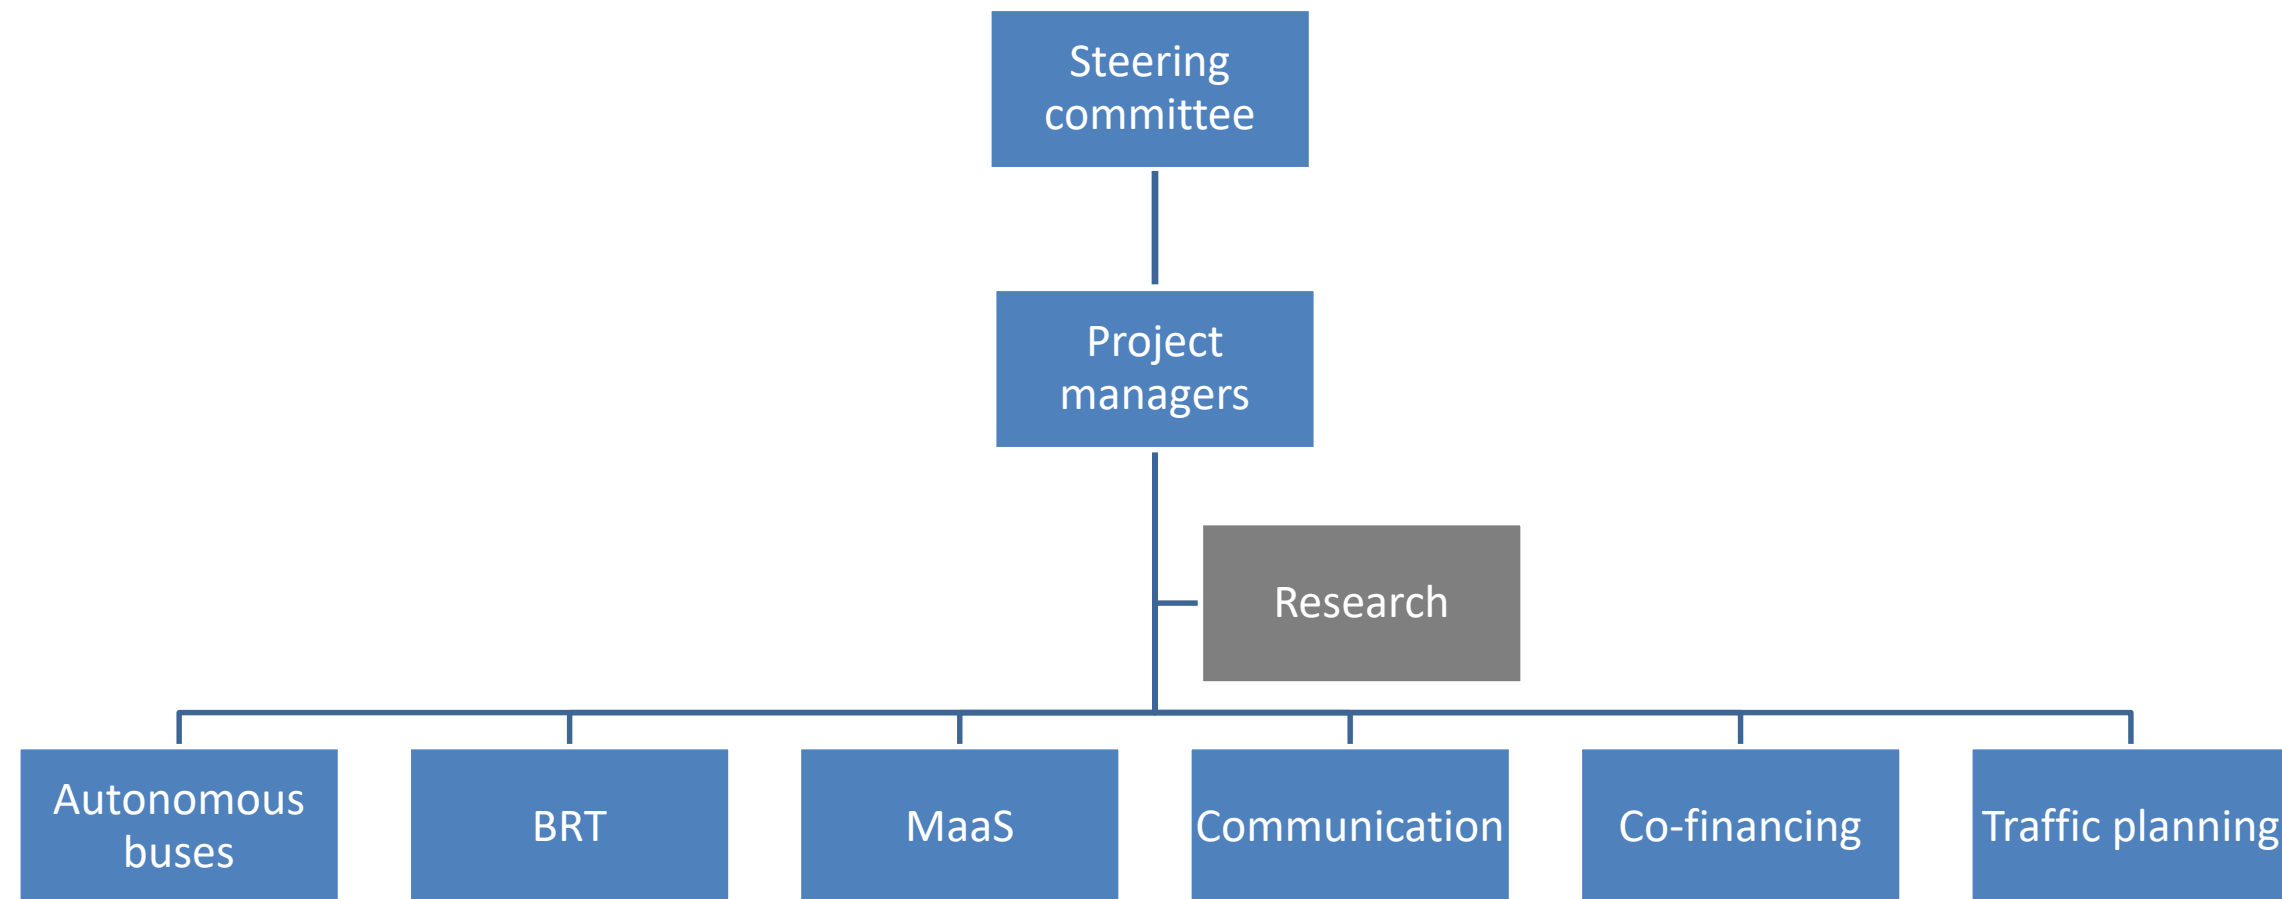 Steering
committee
Project
managers
Research
Autonomous
buses
BRT
MaaS
Communication
Co-financing
Traffic planning